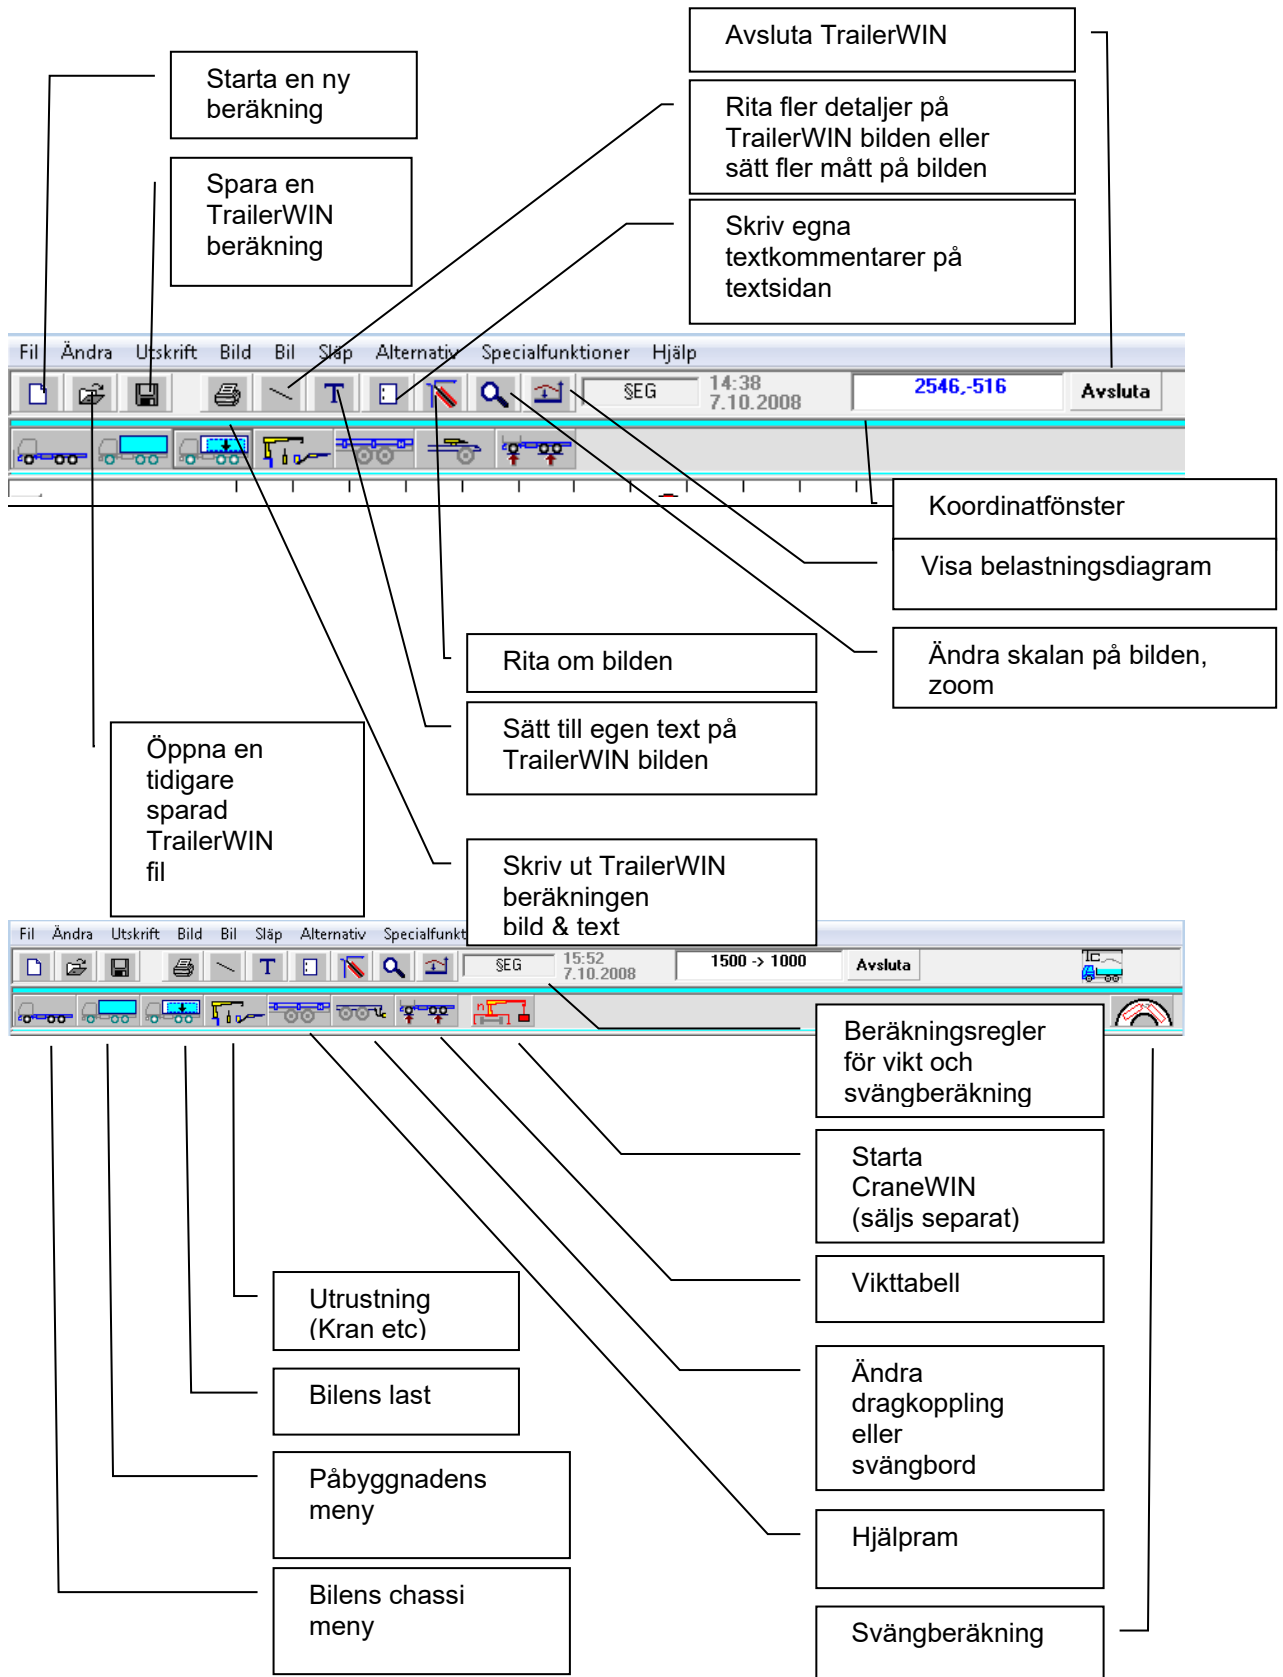 Avsluta TrailerWIN
Starta en ny
beräkning
Rita fler detaljer på
TrailerWIN bilden eller
sätt fler mått på bilden
Spara en
TrailerWIN
beräkning
Skriv egna
textkommentarer på
textsidan
Fil Ändra Utskrift Bild Bil Släp Alternativ Specialfunktioner Hjälp
T §EG 14:38 2546,-516 Avsluta
7.10.2008
Koordinatfönster
Visa belastningsdiagram
Rita om bilden
Ändra skalan på bilden,
zoom
Sätt till egen text på
TrailerWIN bilden
Öppna en
tidigare
sparad
TrailerWIN
fil
Skriv ut TrailerWIN
beräkningen
bild & text
Fil Ändra Utskrift Bild Bil Släp Alternativ Specialfunkt
T §EG 15:52 1500 -> 1000 Avsluta Tc
7.10.2008
n
Beräkningsregler
för vikt och
svängberäkning
Starta
CraneWIN
(säljs separat)
Vikttabell
Utrustning
(Kran etc)
Ändra
dragkoppling
eller
svängbord
Bilens last
Påbyggnadens
meny
Hjälpram
Bilens chassi
meny
Svängberäkning